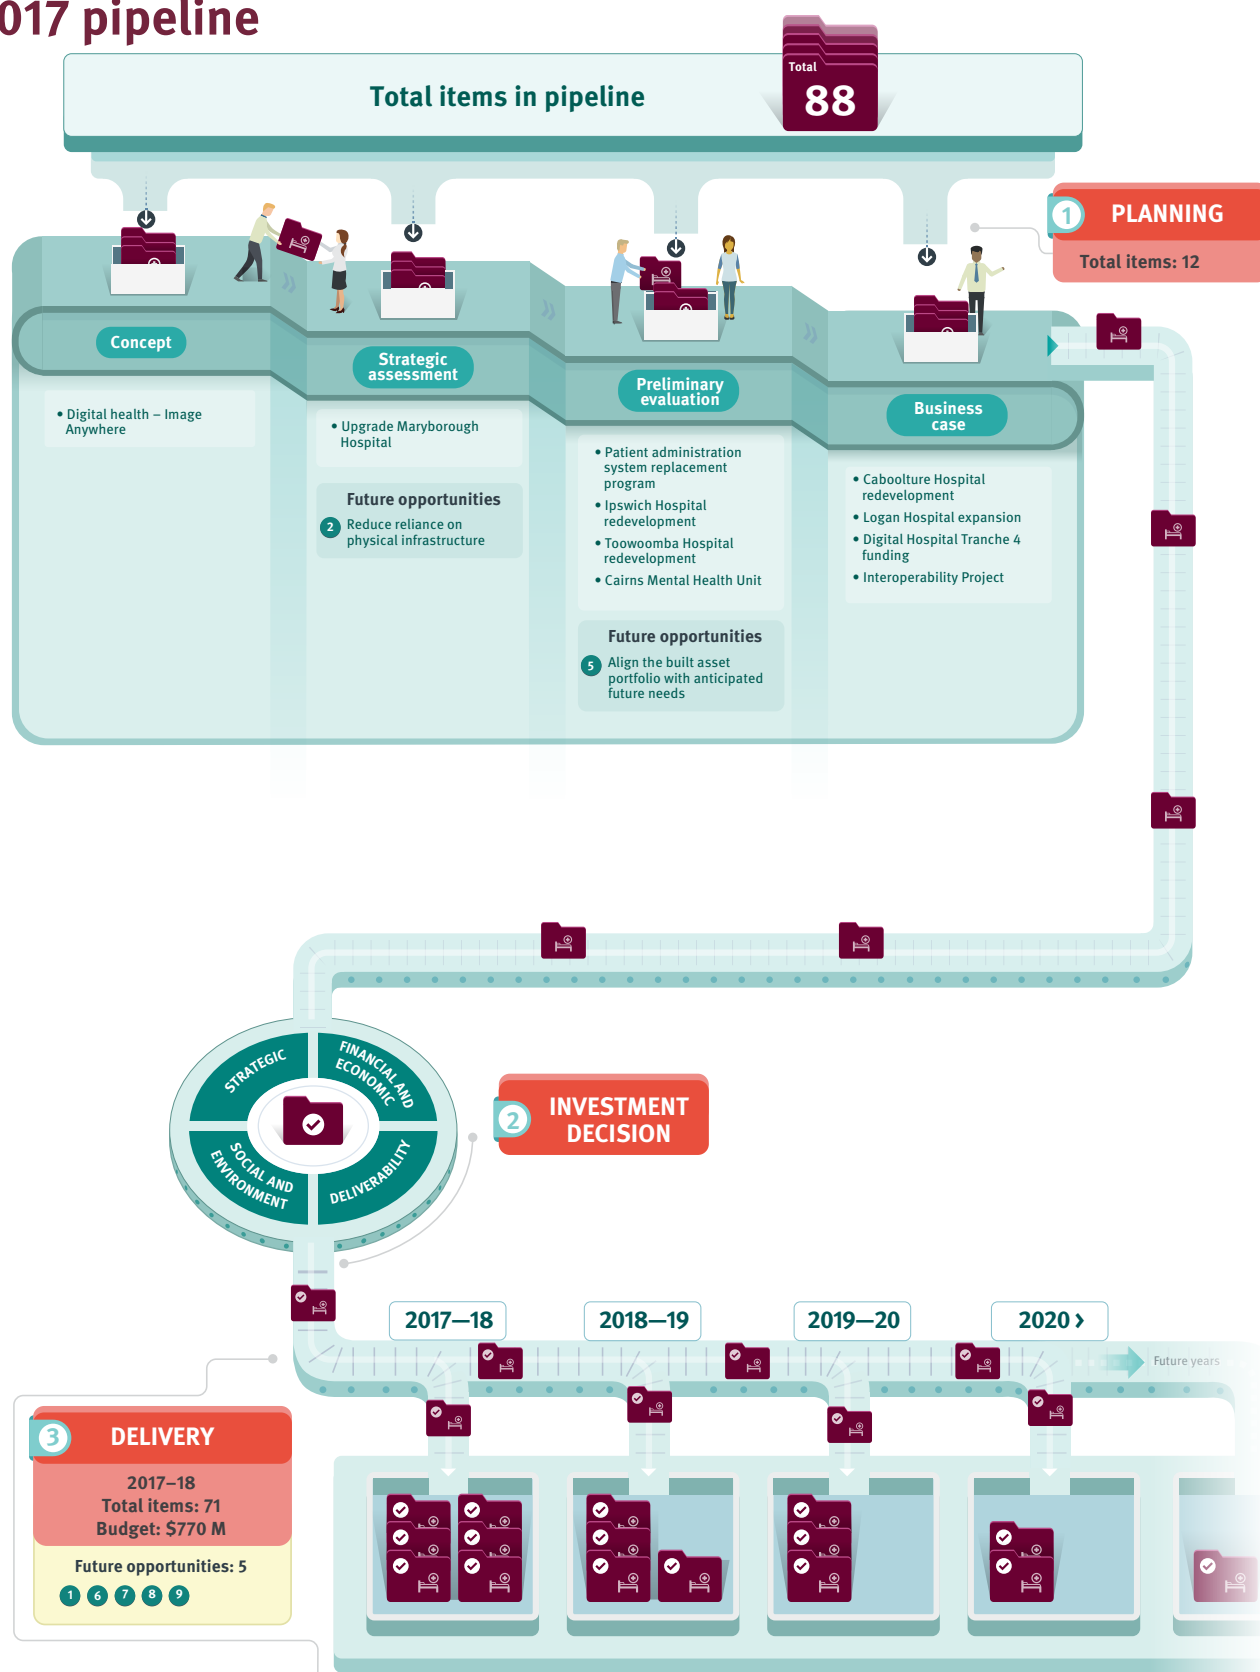 017 pipeline
Total items in pipeline
Total
88
1
PLANNING
Total items: 12
Concept
• Digital health – Image
Anywhere
Strategic
assessment
• Upgrade Maryborough
Hospital
Future opportunities
2
Reduce reliance on
physical infrastructure
Preliminary
evaluation
• Patient administration
system replacement
program
• Ipswich Hospital
redevelopment
• Toowoomba Hospital
redevelopment
• Cairns Mental Health Unit
Future opportunities
5
Align the built asset
portfolio with anticipated
future needs
Business
case
• Caboolture Hospital
redevelopment
• Logan Hospital expansion
• Digital Hospital Tranche 4
funding
• Interoperability Project
STRATEGIC
FINANCIAL AND
ECONOMIC
SOCIAL AND
ENVIRONMENT
DELIVERABILITY
2
INVESTMENT
DECISION
2017—18
2018—19
2019—20
2020 ›
Future years
3
DELIVERY
2017–18
Total items: 71
Budget: $770 M
Future opportunities: 5
1 6 7 8 9